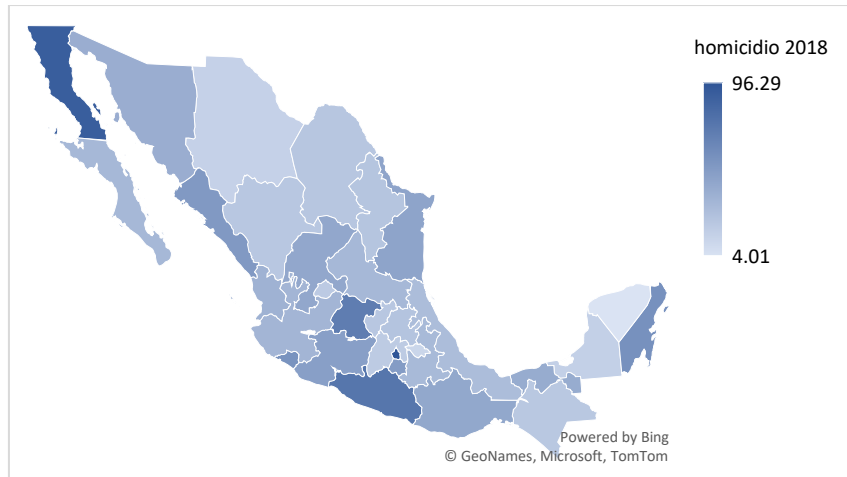 homicidio 2018
96.29
4.01
Powered by Bing
© GeoNames, Microsoft, TomTom